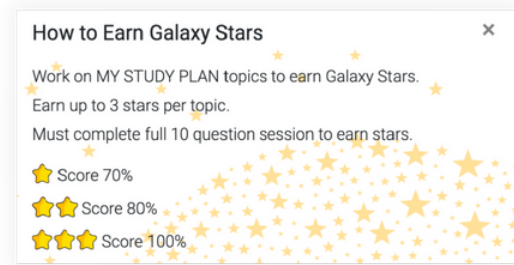 How to Earn Galaxy Stars
Work on MY STUDY PLAN topics to earn Galaxy Stars.
Earn up to 3 stars per topic.
Must complete full 10 question session to earn stars.
Score 70%
Score 80%
Score 100%